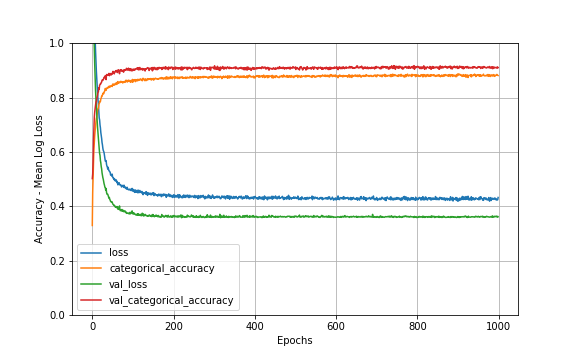 1.0
0.8
0.6
0.4
0.2
0.0
Accuracy - Mean Log Loss
loss
categorical_accuracy
val_loss
val_categorical_accuracy
0 200 400 600 800 1000
Epochs